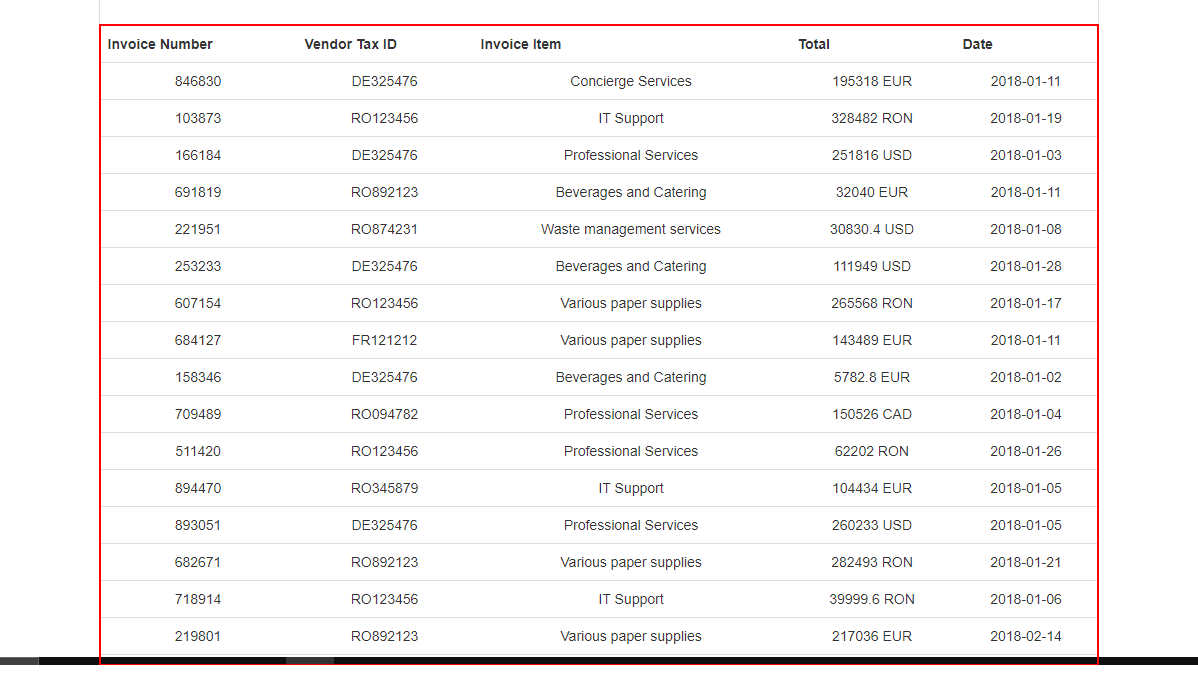 Invoice Number Vendor Tax ID Invoice Item Total Date
846830 DE325476 Concierge Services 195318 EUR 2018-01-11
103873 RO123456 IT Support 328482 RON 2018-01-19
166184 DE325476 Professional Services 251816 USD 2018-01-03
691819 RO892123 Beverages and Catering 32040 EUR 2018-01-11
221951 RO874231 Waste management services 30830.4 USD 2018-01-08
253233 DE325476 Beverages and Catering 111949 USD 2018-01-28
607154 RO123456 Various paper supplies 265568 RON 2018-01-17
684127 FR121212 Various paper supplies 143489 EUR 2018-01-11
158346 DE325476 Beverages and Catering 5782.8 EUR 2018-01-02
709489 RO094782 Professional Services 150526 CAD 2018-01-04
511420 RO123456 Professional Services 62202 RON 2018-01-26
894470 RO345879 IT Support 104434 EUR 2018-01-05
893051 DE325476 Professional Services 260233 USD 2018-01-05
682671 RO892123 Various paper supplies 282493 RON 2018-01-21
718914 RO123456 IT Support 39999.6 RON 2018-01-06
219801 RO892123 Various paper supplies 217036 EUR 2018-02-14